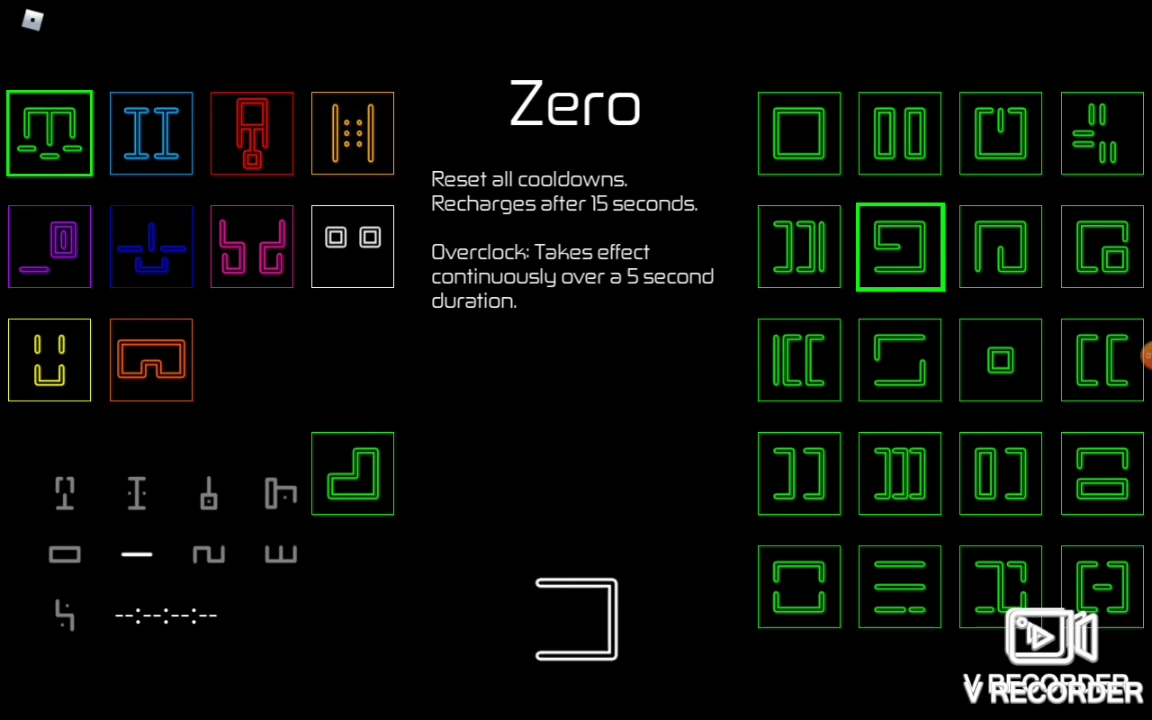 Zero
Reset all cooldowns.
Recharges after 15 seconds.
Overclock: Takes effect
continuously over a 5 second
duration.
--:--:--:--
V RECORDER